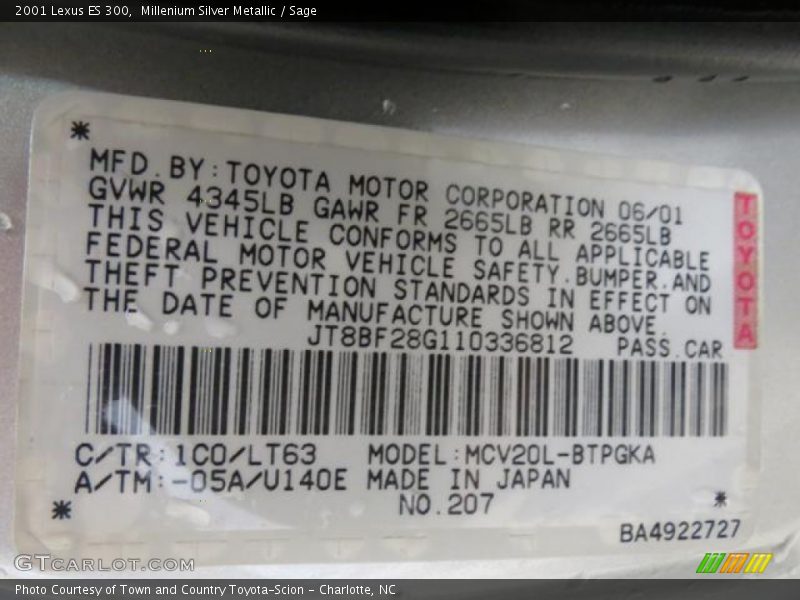 2001 Lexus ES 300, Millenium Silver Metallic / Sage
MFD.BY:TOYOTA MOTOR CORPORATION 06/01
GVWR 4345LB GAWR FR 2665LB RR 2665LB
THIS VEHICLE CONFORMS TO ALL APPLICABLE
FEDERAL MOTOR VEHICLE SAFETY.BUMPER.AND
THEFT PREVENTION STANDARDS IN EFFECT ON
THE DATE OF MANUFACTURE SHOWN ABOVE.
JT8BF28G110336812 PASS.CAR
TOYOTA
C/TR:1C0/LT63 MODEL:MCV20L-BTPGKA
A/TM:-05A/U140E MADE IN JAPAN
NO.207
BA4922727
GTCARLOT.COM
Photo Courtesy of Town and Country Toyota-Scion - Charlotte, NC